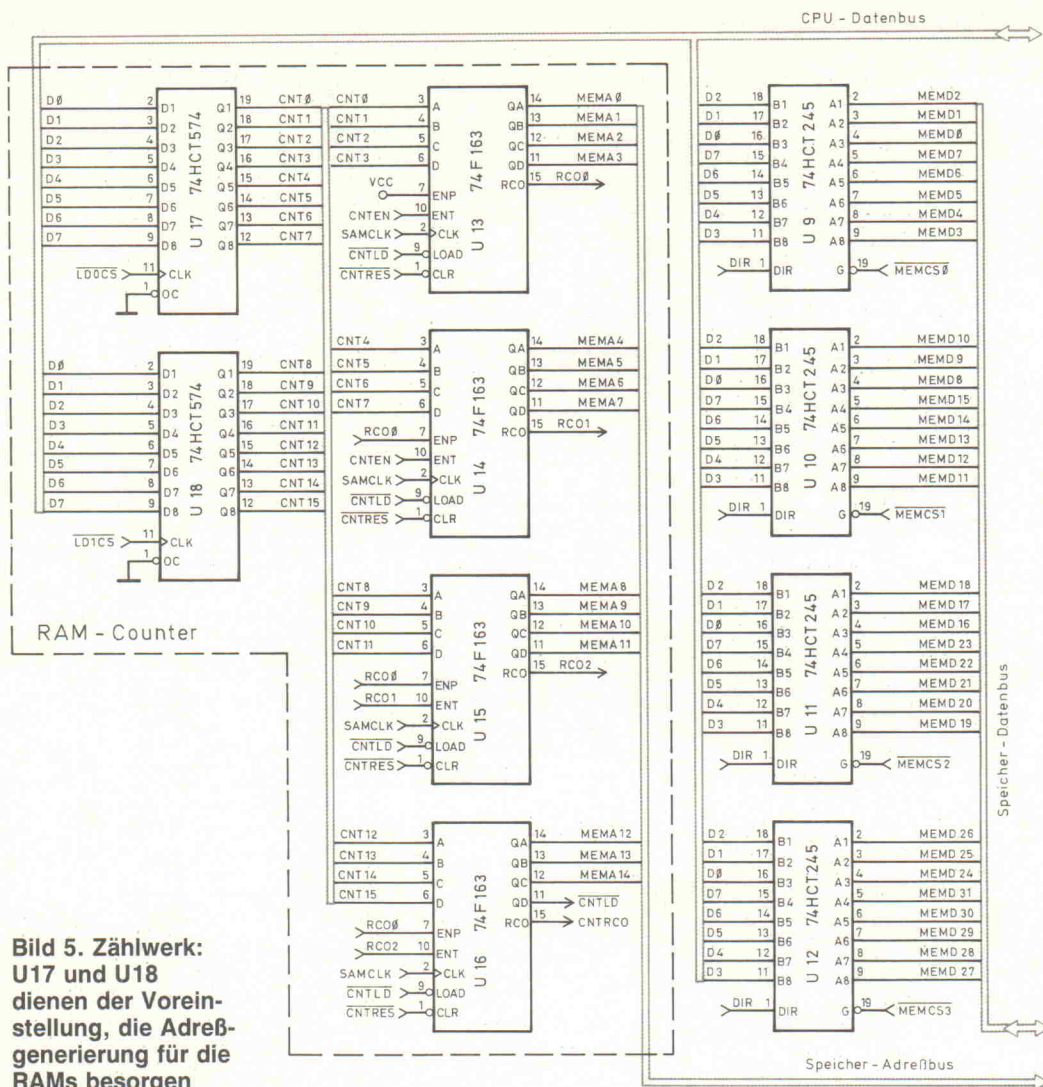 CPU - Datenbus
DØ 2 D1 Q1 19 CNTØ
D1 3 D2 Q2 18 CNT1
D2 4 D3 Q3 17 CNT2
D3 5 D4 Q4 16 CNT3
D4 6 D5 Q5 15 CNT4
D5 7 D6 Q6 14 CNT5
D6 8 D7 Q7 13 CNT6
D7 9 D8 Q8 12 CNT7
LD0CS 11 CLK
1 OC
74HCT574
U 17
DØ 2 D1 Q1 19 CNT8
D1 3 D2 Q2 18 CNT9
D2 4 D3 Q3 17 CNT10
D3 5 D4 Q4 16 CNT11
D4 6 D5 Q5 15 CNT12
D5 7 D6 Q6 14 CNT13
D6 8 D7 Q7 13 CNT14
D7 9 D8 Q8 12 CNT15
LD1CS 11 CLK
1 OC
74HCT574
U 18
RAM - Counter
CNTØ 3 A QA 14 MEMAØ
CNT1 4 B QB 13 MEMA1
CNT2 5 C QC 12 MEMA2
CNT3 6 D QD 11 MEMA3
RCO 15 RCOØ
VCC 7 ENP
CNTEN 10 ENT
SAMCLK 2 CLK
CNTLD 9 LOAD
CNTRES 1 CLR
74F163
U 13
CNT4 3 A QA 14 MEMA4
CNT5 4 B QB 13 MEMA5
CNT6 5 C QC 12 MEMA6
CNT7 6 D QD 11 MEMA7
RCO 15 RCO1
RCOØ 7 ENP
CNTEN 10 ENT
SAMCLK 2 CLK
CNTLD 9 LOAD
CNTRES 1 CLR
74F163
U 14
CNT8 3 A QA 14 MEMA8
CNT9 4 B QB 13 MEMA9
CNT10 5 C QC 12 MEMA10
CNT11 6 D QD 11 MEMA11
RCO 15 RCO2
RCOØ 7 ENP
RCO1 10 ENT
SAMCLK 2 CLK
CNTLD 9 LOAD
CNTRES 1 CLR
74F163
U 15
CNT12 3 A QA 14 MEMA12
CNT13 4 B QB 13 MEMA13
CNT14 5 C QC 12 MEMA14
CNT15 6 D QD 11 CNTLD
RCO 15 CNTRCO
RCOØ 7 ENP
RCO2 10 ENT
SAMCLK 2 CLK
CNTLD 9 LOAD
CNTRES 1 CLR
74F163
U 16
D2 18 B1 A1 2 MEMD2
D1 17 B2 A2 3 MEMD1
DØ 16 B3 A3 4 MEMDØ
D7 15 B4 A4 5 MEMD7
D6 14 B5 A5 6 MEMD6
D5 13 B6 A6 7 MEMD5
D4 12 B7 A7 8 MEMD4
D3 11 B8 A8 9 MEMD3
DIR 1 DIR G 19 MEMCSØ
74HCT245
U 9
D2 18 B1 A1 2 MEMD10
D1 17 B2 A2 3 MEMD9
DØ 16 B3 A3 4 MEMD8
D7 15 B4 A4 5 MEMD15
D6 14 B5 A5 6 MEMD14
D5 13 B6 A6 7 MEMD13
D4 12 B7 A7 8 MEMD12
D3 11 B8 A8 9 MEMD11
DIR 1 DIR G 19 MEMCS1
74HCT245
U 10
D2 18 B1 A1 2 MEMD18
D1 17 B2 A2 3 MEMD17
DØ 16 B3 A3 4 MEMD16
D7 15 B4 A4 5 MEMD23
D6 14 B5 A5 6 MEMD22
D5 13 B6 A6 7 MEMD21
D4 12 B7 A7 8 MEMD20
D3 11 B8 A8 9 MEMD19
DIR 1 DIR G 19 MEMCS2
74HCT245
U 11
D2 18 B1 A1 2 MEMD26
D1 17 B2 A2 3 MEMD25
DØ 16 B3 A3 4 MEMD24
D7 15 B4 A4 5 MEMD31
D6 14 B5 A5 6 MEMD30
D5 13 B6 A6 7 MEMD29
D4 12 B7 A7 8 MEMD28
D3 11 B8 A8 9 MEMD27
DIR 1 DIR G 19 MEMCS3
74HCT245
U 12
Speicher - Datenbus
Speicher - Adreßbus
Bild 5. Zählwerk:
U17 und U18
dienen der Vorein-
stellung, die Adreß-
generierung für die
RAMs besorgen